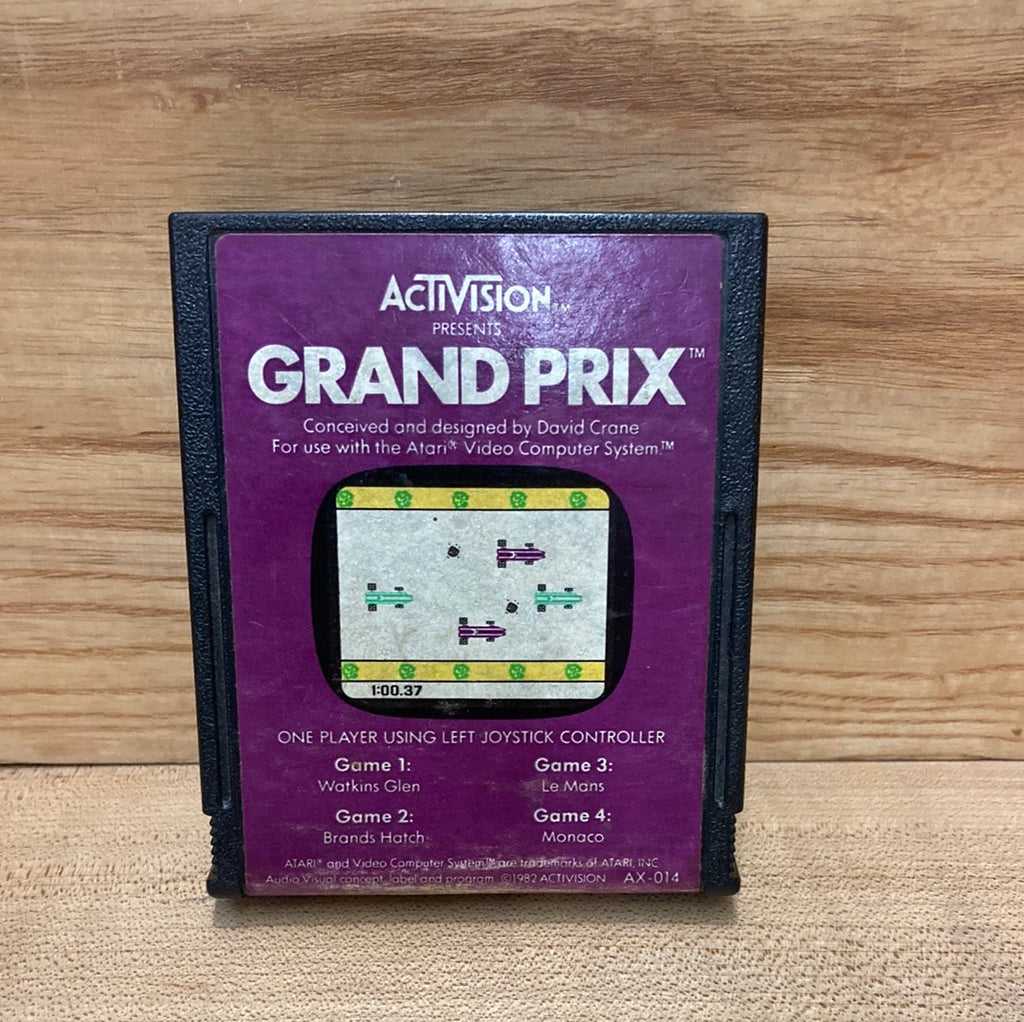 ACTIVISION™
PRESENTS
GRAND PRIX™
Conceived and designed by David Crane
For use with the Atari® Video Computer System™
1:00.37
ONE PLAYER USING LEFT JOYSTICK CONTROLLER
Game 1: Game 3:
Watkins Glen Le Mans
Game 2: Game 4:
Brands Hatch Monaco
ATARI® and Video Computer System™ are trademarks of ATARI, INC
Audio Visual concept, label and program ©1982 ACTIVISION AX-014